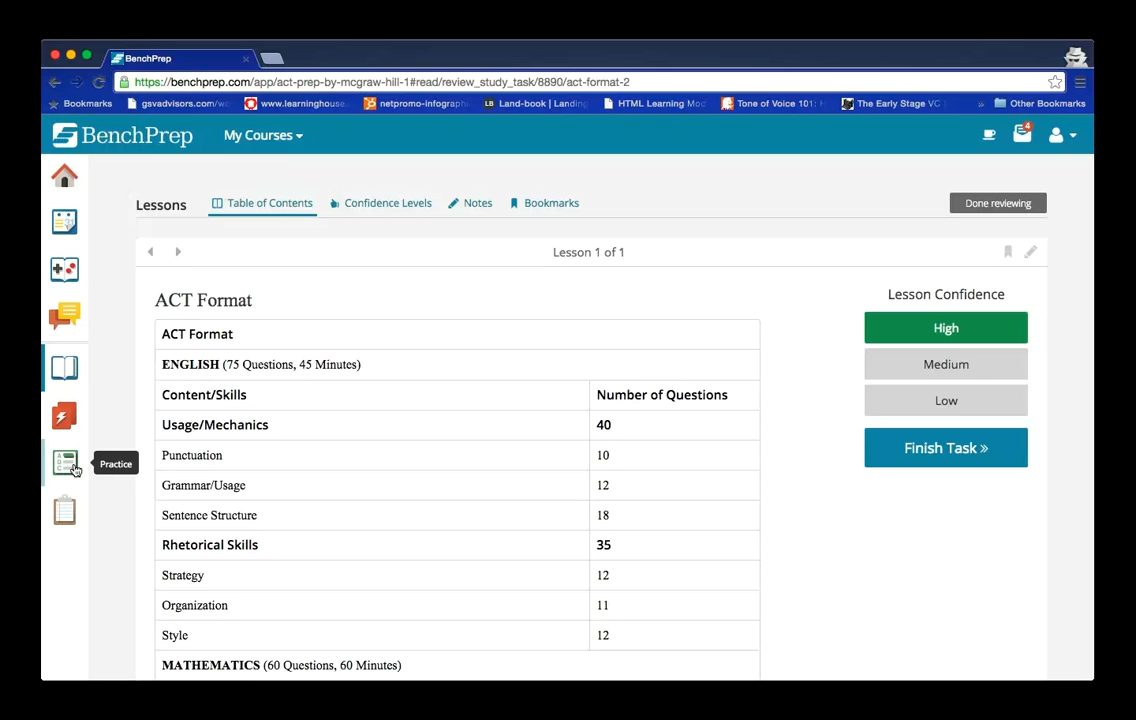 BenchPrep
https://benchprep.com/app/act-prep-by-mcgraw-hill-1#read/review_study_task/8890/act-format-2
Bookmarks gsvadvisors.com/w www.learninghouse. netpromo-infograph Land-book | Landing HTML Learning Mo Tone of Voice 101: The Early Stage VC » Other Bookmarks
BenchPrep My Courses 4
Lessons Table of Contents Confidence Levels Notes Bookmarks Done reviewing
Lesson 1 of 1
ACT Format
Lesson Confidence
High
Medium
Low
Finish Task »
ACT Format
ENGLISH (75 Questions, 45 Minutes)
Content/Skills Number of Questions
Usage/Mechanics 40
Punctuation 10
Grammar/Usage 12
Sentence Structure 18
Rhetorical Skills 35
Strategy 12
Organization 11
Style 12
MATHEMATICS (60 Questions, 60 Minutes)
Practice